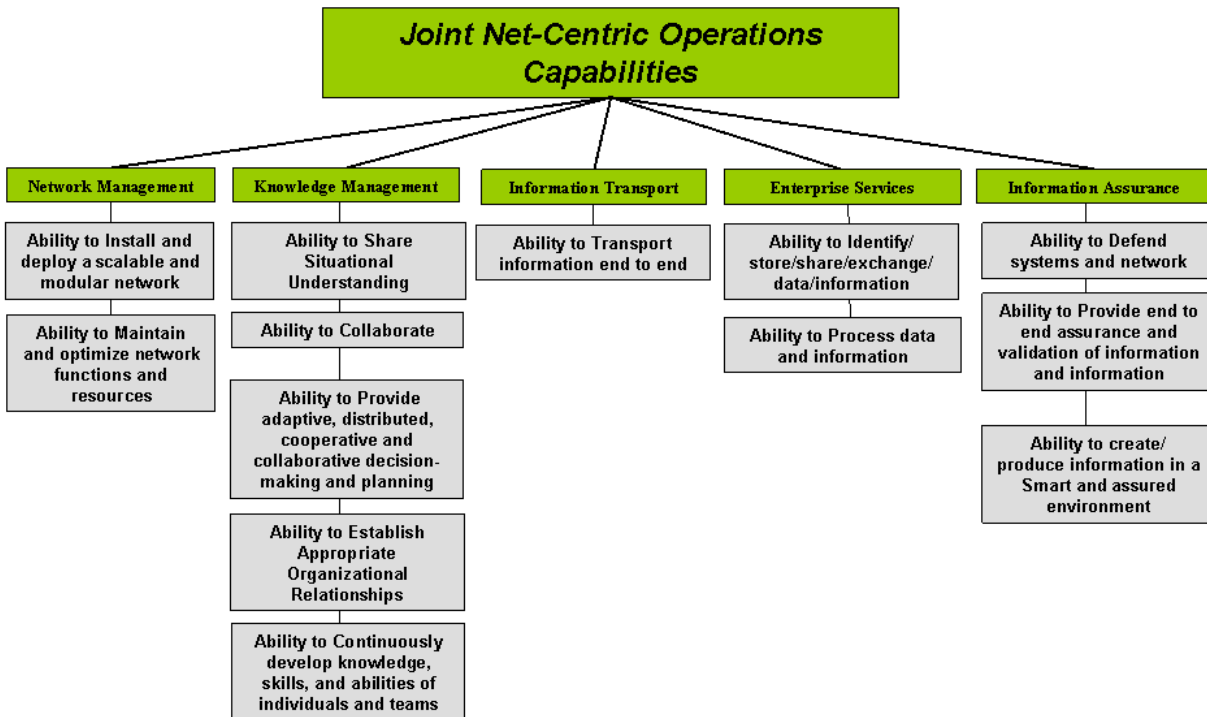 Joint Net-Centric Operations
Capabilities
Network Management
Ability to Install and
deploy a scalable and
modular network
Ability to Maintain
and optimize network
functions and
resources
Knowledge Management
Ability to Share
Situational
Understanding
Ability to Collaborate
Ability to Provide
adaptive, distributed,
cooperative and
collaborative decision-
making and planning
Ability to Establish
Appropriate
Organizational
Relationships
Ability to Continuously
develop knowledge,
skills, and abilities of
individuals and teams
Information Transport
Ability to Transport
information end to end
Enterprise Services
Ability to Identify/
store/share/exchange/
data/information
Ability to Process data
and information
Information Assurance
Ability to Defend
systems and network
Ability to Provide end to
end assurance and
validation of information
and information
Ability to create/
produce information in a
Smart and assured
environment